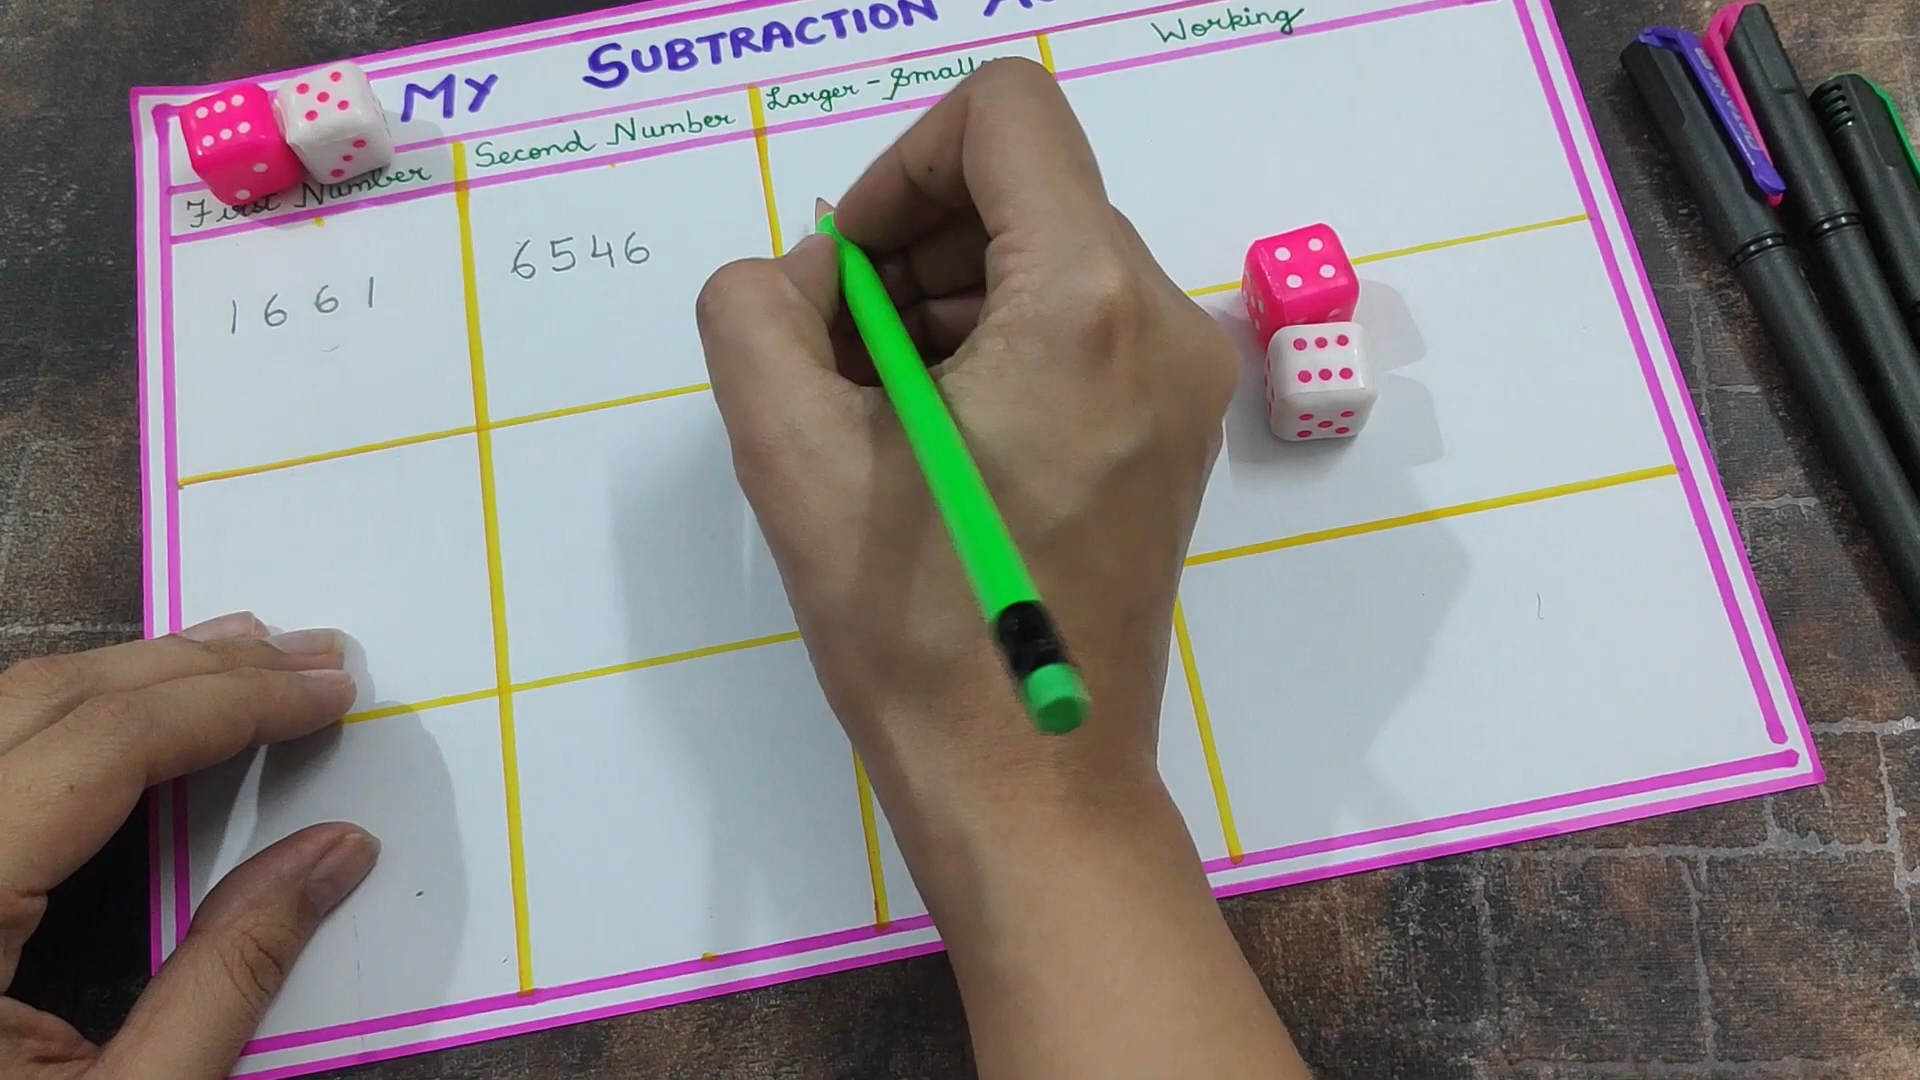 MY SUBTRACTION
First Number
Second Number
Larger - Smaller
Working
1661
6546